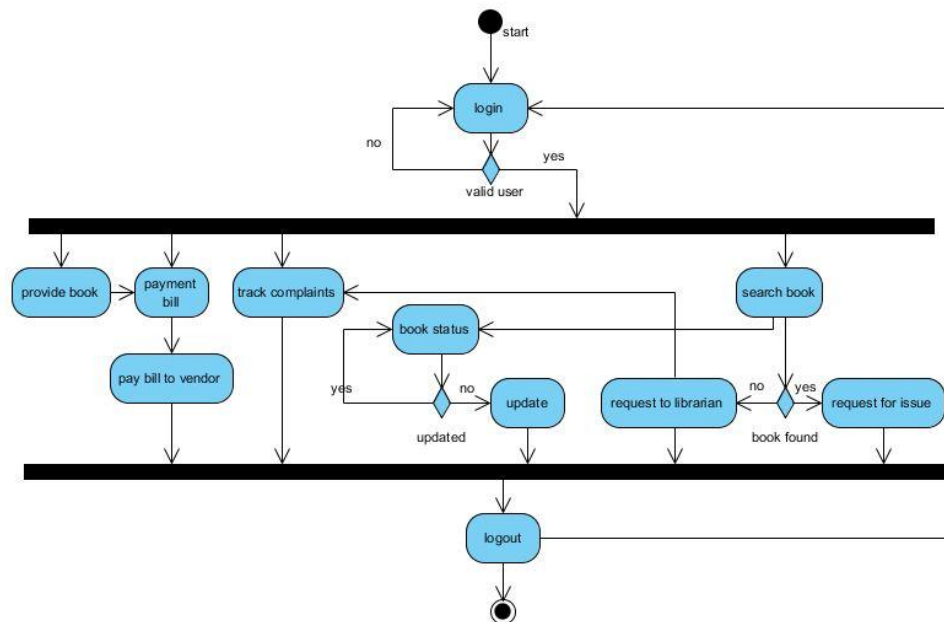 start
login
no
yes
valid user
provide book
payment
bill
track complaints
search book
book status
pay bill to vendor
yes
no
update
request to librarian
no
yes
request for issue
updated
book found
logout